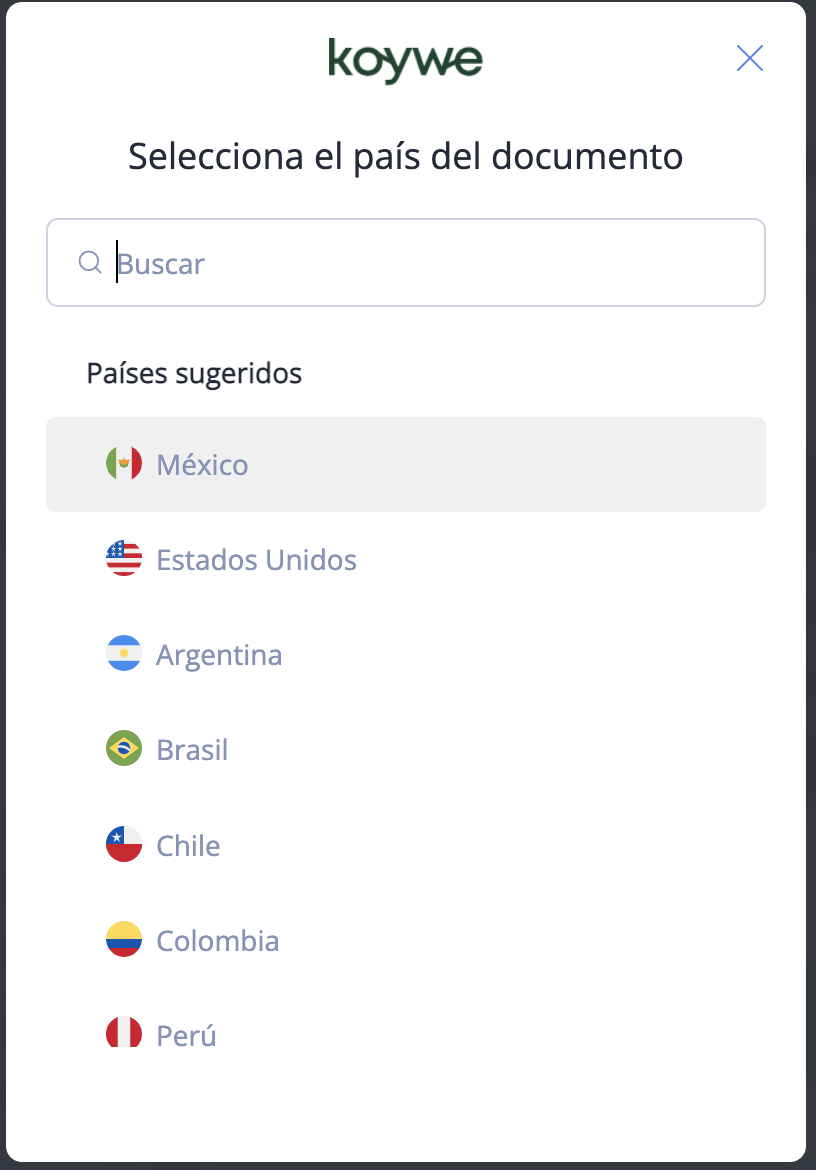 koywe
Selecciona el país del documento
Buscar
Países sugeridos
México
Estados Unidos
Argentina
Brasil
Chile
Colombia
Perú